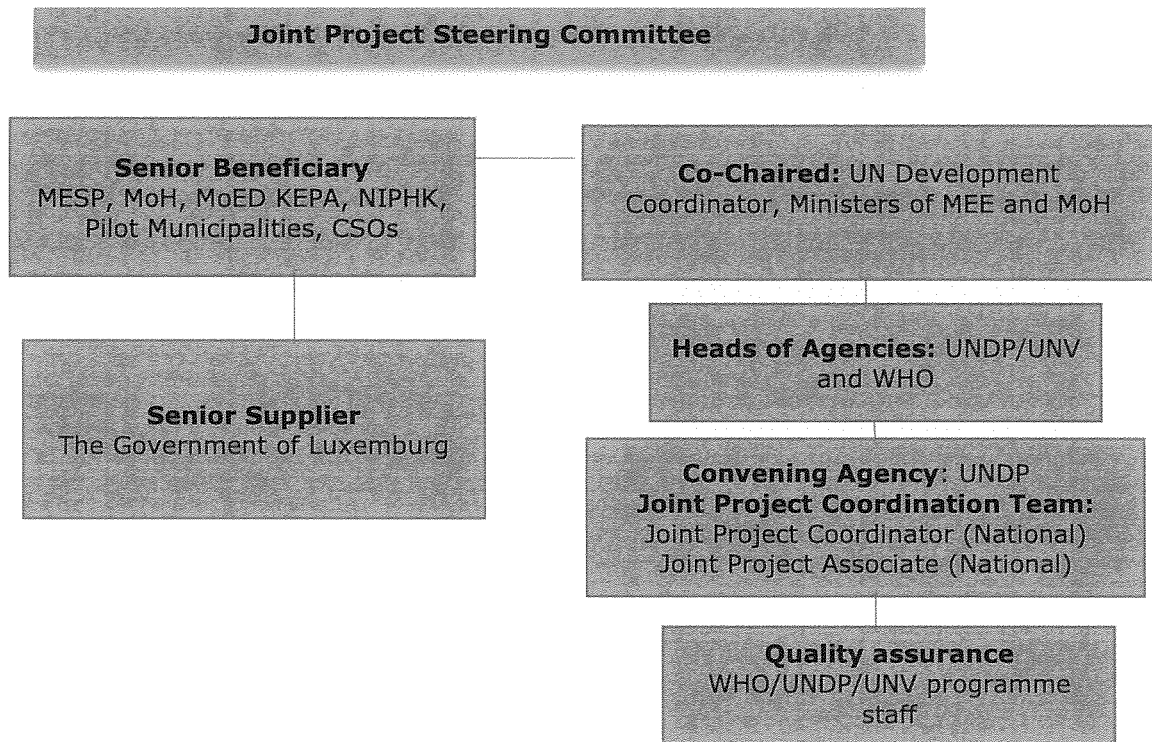 Joint Project Steering Committee
Senior Beneficiary
MESP, MoH, MoED KEPA, NIPHK,
Pilot Municipalities, CSOs
Co-Chaired: UN Development
Coordinator, Ministers of MEE and MoH
Heads of Agencies: UNDP/UNV
and WHO
Senior Supplier
The Government of Luxemburg
Convening Agency: UNDP
Joint Project Coordination Team:
Joint Project Coordinator (National)
Joint Project Associate (National)
Quality assurance
WHO/UNDP/UNV programme
staff